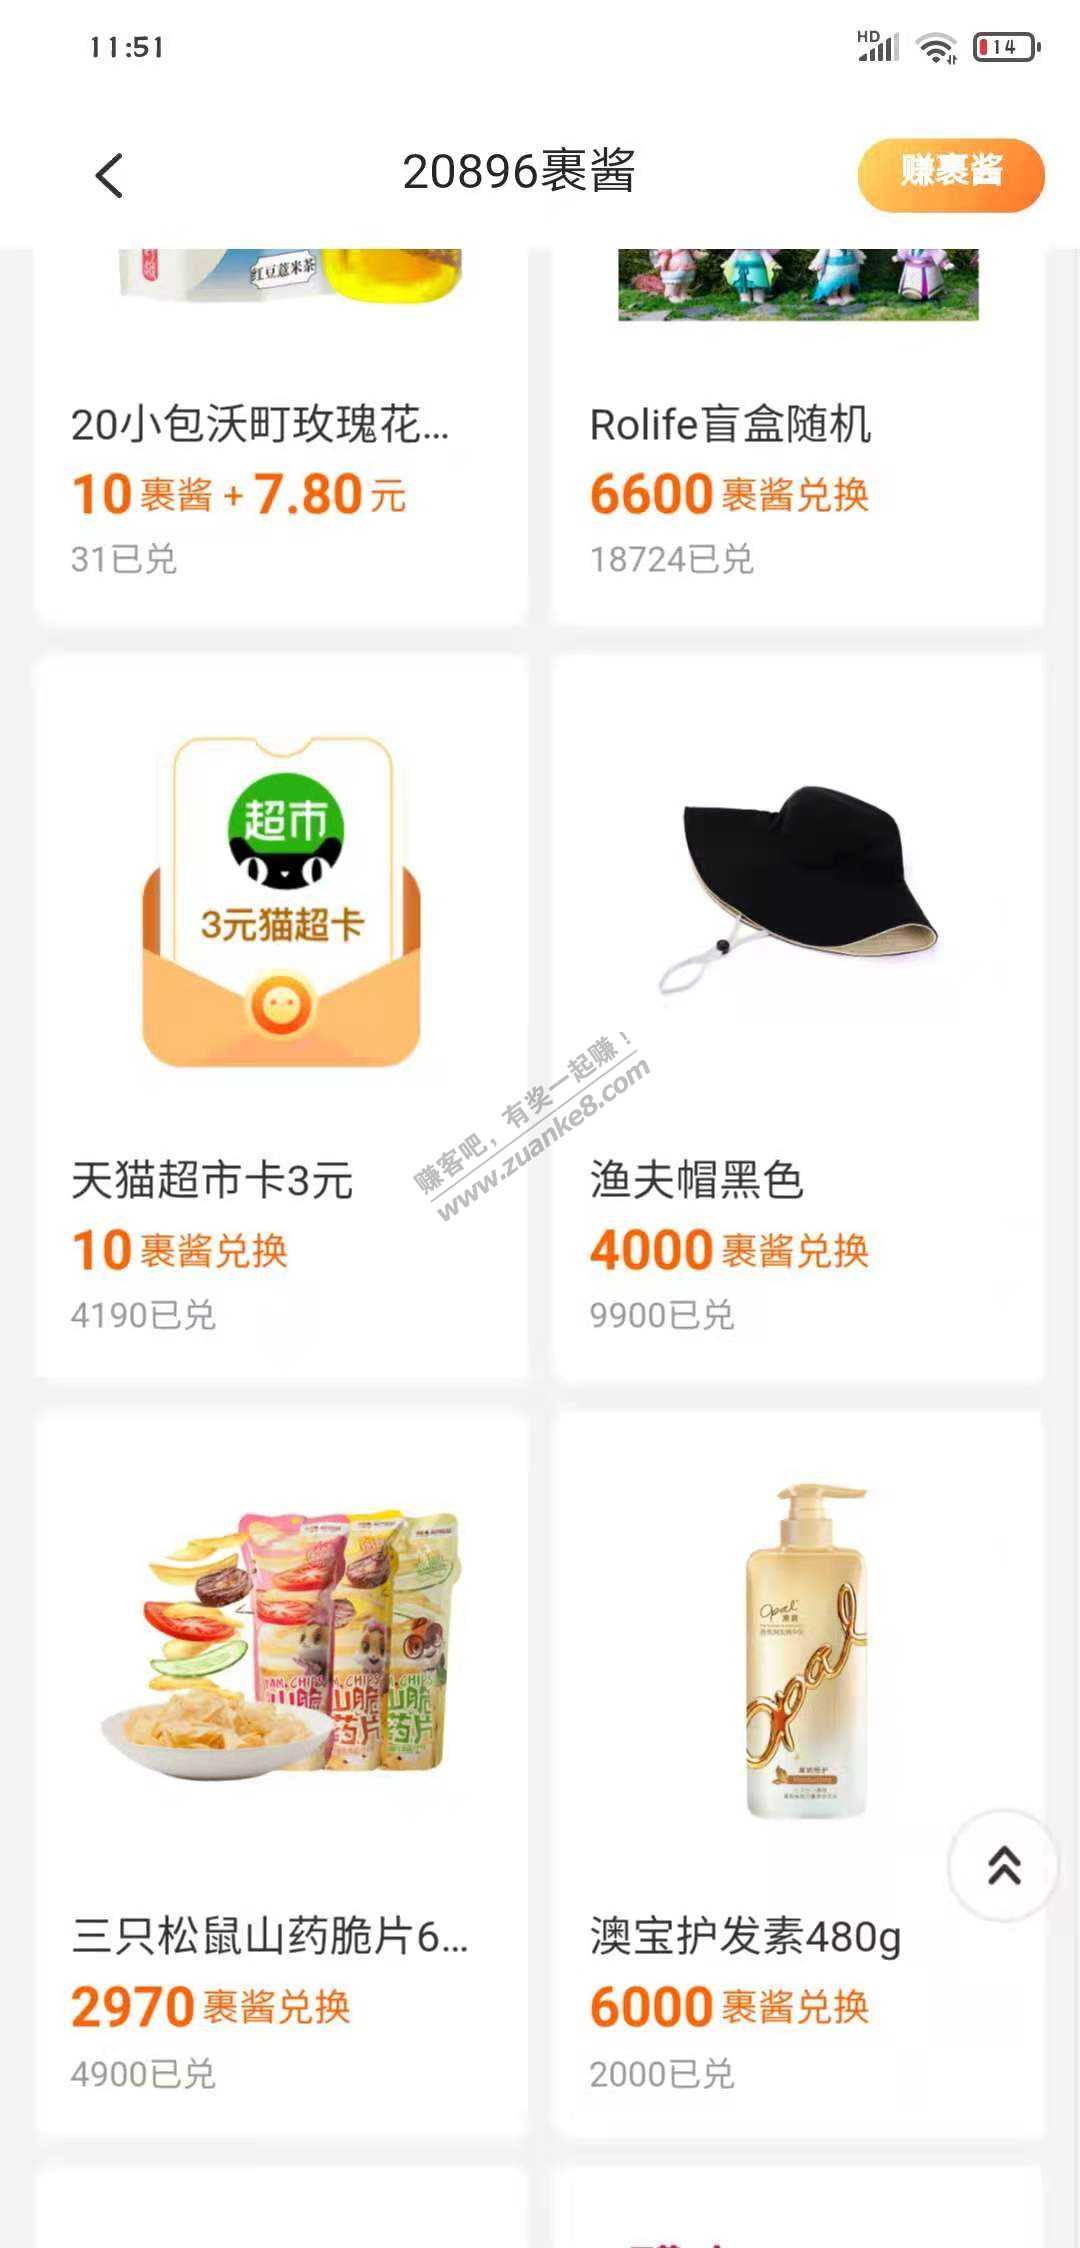 11:51
HD
14
20896裹酱
赚裹酱
红豆薏米茶
20小包沃町玫瑰花...
10裹酱+7.80元
31已兑
Rolife盲盒随机
6600裹酱兑换
18724已兑
超市
3元猫超卡
天猫超市卡3元
10裹酱兑换
4190已兑
渔夫帽黑色
4000裹酱兑换
9900已兑
赚客吧，有奖一起赚！
www.zuanke8.com
YAM CHIPS
山脆
药片
三只松鼠山药脆片6...
2970裹酱兑换
4900已兑
Opal
opal
澳宝护发素480g
6000裹酱兑换
2000已兑